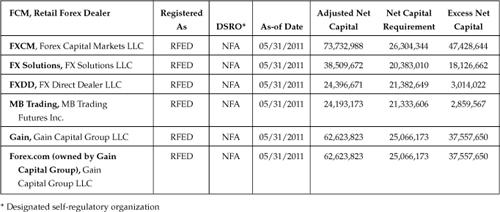 FCM, Retail Forex Dealer Registered As DSRO* As-of Date Adjusted Net Capital Net Capital Requirement Excess Net Capital
FXCM, Forex Capital Markets LLC RFED NFA 05/31/2011 73,732,988 26,304,344 47,428,644
FX Solutions, FX Solutions LLC RFED NFA 05/31/2011 38,509,672 20,383,010 18,126,662
FXDD, FX Direct Dealer LLC RFED NFA 05/31/2011 24,396,671 21,382,649 3,014,022
MB Trading, MB Trading Futures Inc. RFED NFA 05/31/2011 24,193,173 21,333,606 2,859,567
Gain, Gain Capital Group LLC RFED NFA 05/31/2011 62,623,823 25,066,173 37,557,650
Forex.com (owned by Gain Capital Group), Gain Capital Group LLC RFED NFA 05/31/2011 62,623,823 25,066,173 37,557,650
* Designated self-regulatory organization